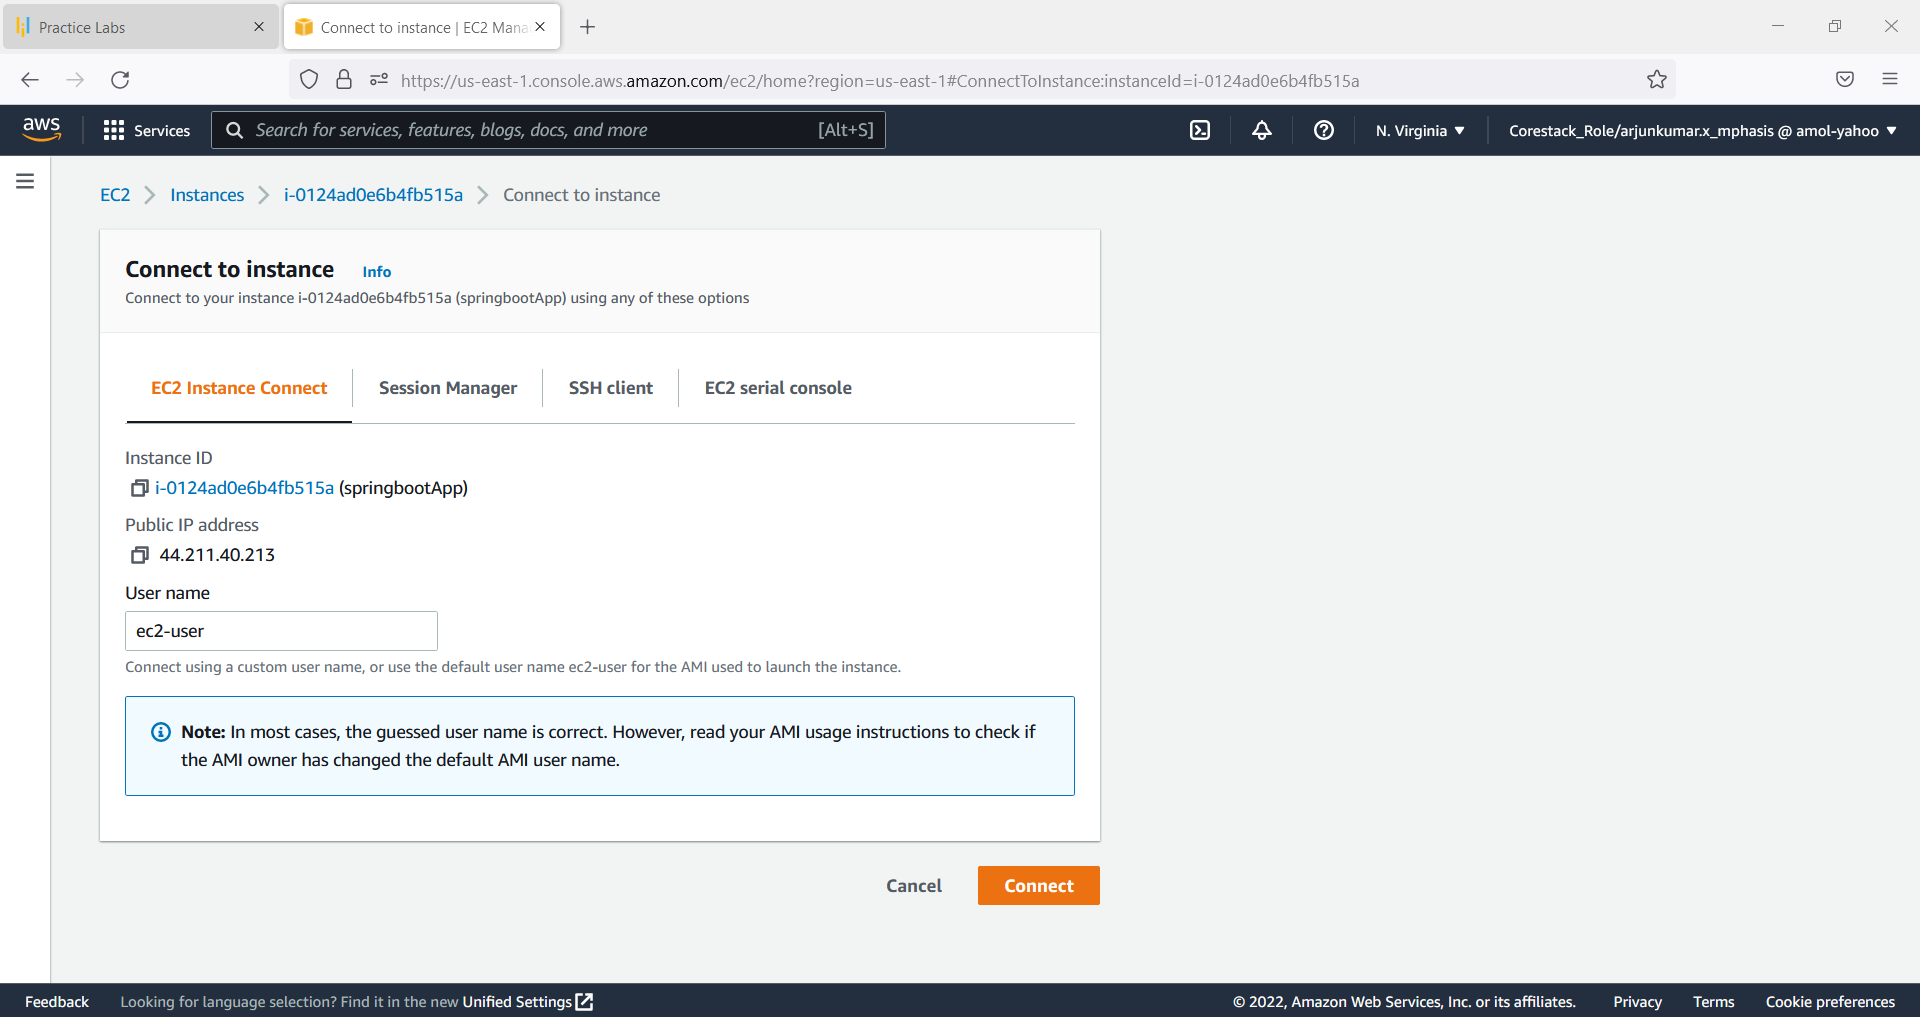 Practice Labs
Connect to instance | EC2 Mana
https://us-east-1.console.aws.amazon.com/ec2/home?region=us-east-1#ConnectToInstance:instanceId=i-0124ad0e6b4fb515a
aws
Services
Search for services, features, blogs, docs, and more
[Alt+S]
N. Virginia
Corestack_Role/arjunkumar.x_mphasis @ amol-yahoo
EC2 Instances i-0124ad0e6b4fb515a Connect to instance
Connect to instance Info
Connect to your instance i-0124ad0e6b4fb515a (springbootApp) using any of these options
EC2 Instance Connect Session Manager SSH client EC2 serial console
Instance ID
i-0124ad0e6b4fb515a (springbootApp)
Public IP address
44.211.40.213
User name
ec2-user
Connect using a custom user name, or use the default user name ec2-user for the AMI used to launch the instance.
Note: In most cases, the guessed user name is correct. However, read your AMI usage instructions to check if
the AMI owner has changed the default AMI user name.
Cancel Connect
Feedback Looking for language selection? Find it in the new Unified Settings
© 2022, Amazon Web Services, Inc. or its affiliates. Privacy Terms Cookie preferences